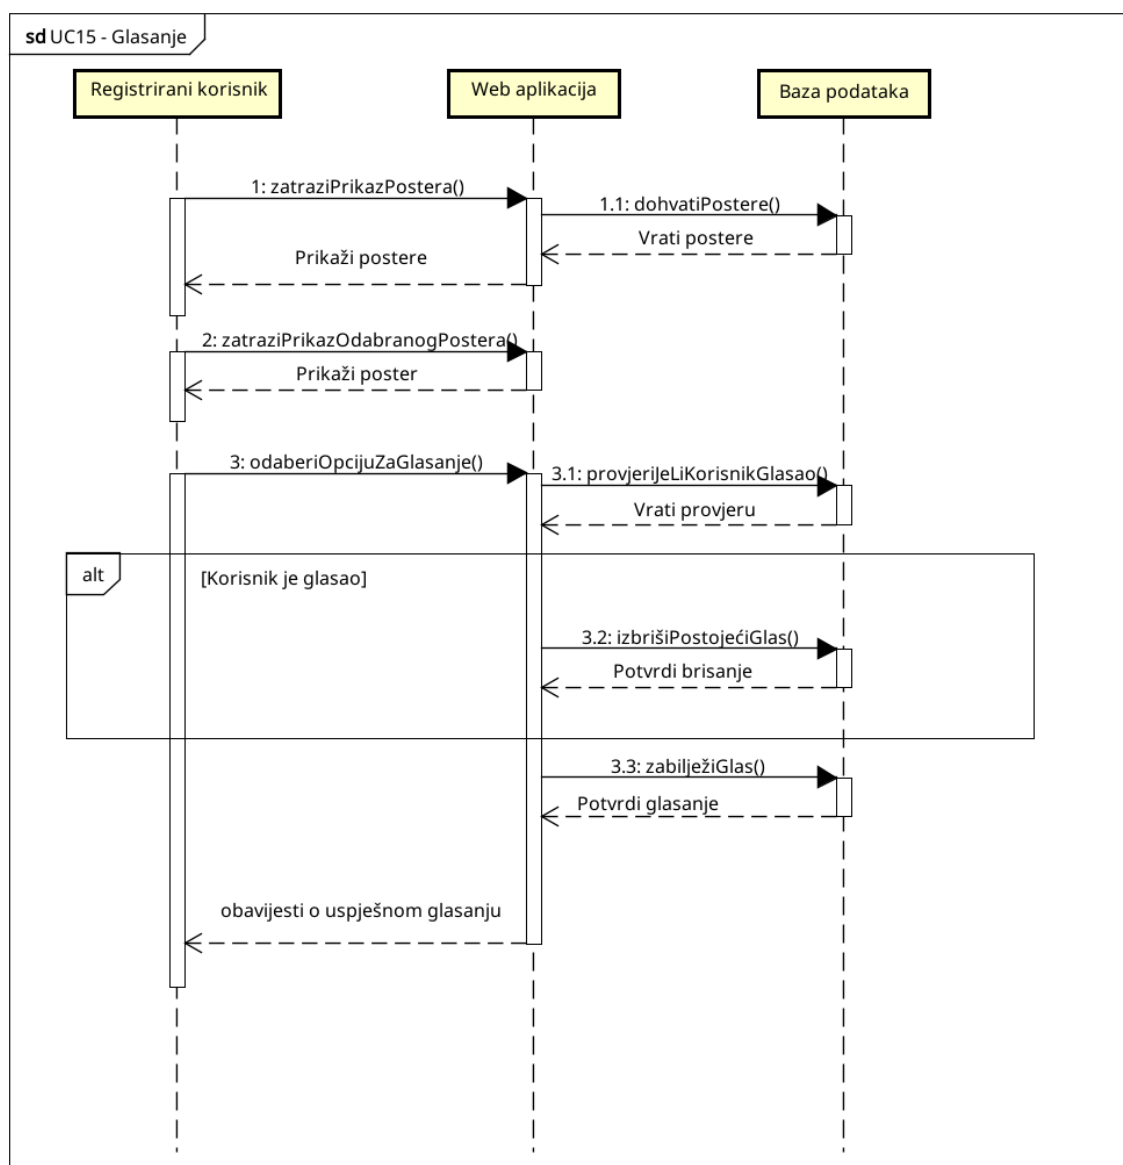 sd UC15 - Glasanje
Registrirani korisnik
Web aplikacija
Baza podataka
1: zatraziPrikazPostera()
1.1: dohvatiPostere()
Vrati postere
Prikaži postere
2: zatraziPrikazOdabranogPostera()
Prikaži poster
3: odaberiOpcijuZaGlasanje()
3.1: provjeriJeLiKorisnikGlasao()
Vrati provjeru
alt
[Korisnik je glasao]
3.2: izbrišiPostojećiGlas()
Potvrdi brisanje
3.3: zabilježiGlas()
Potvrdi glasanje
obavijesti o uspješnom glasanju